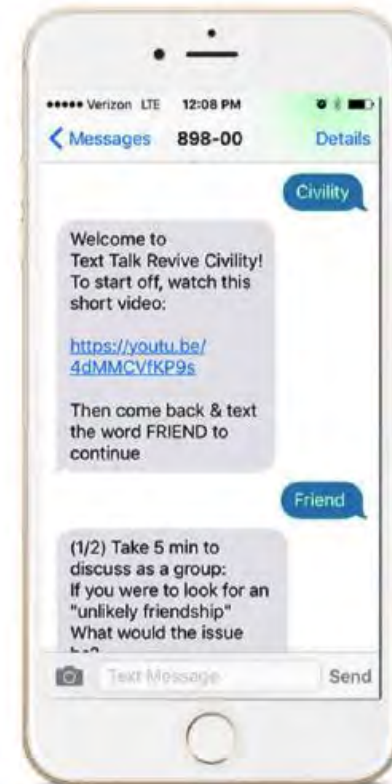 Verizon LTE 12:08 PM
Messages 898-00 Details
Civility
Welcome to
Text Talk Revive Civility!
To start off, watch this
short video:
https://youtu.be/
4dMMCVfKP9s
Then come back & text
the word FRIEND to
continue
Friend
(1/2) Take 5 min to
discuss as a group:
If you were to look for an
"unlikely friendship"
What would the issue
be?
Text Message Send